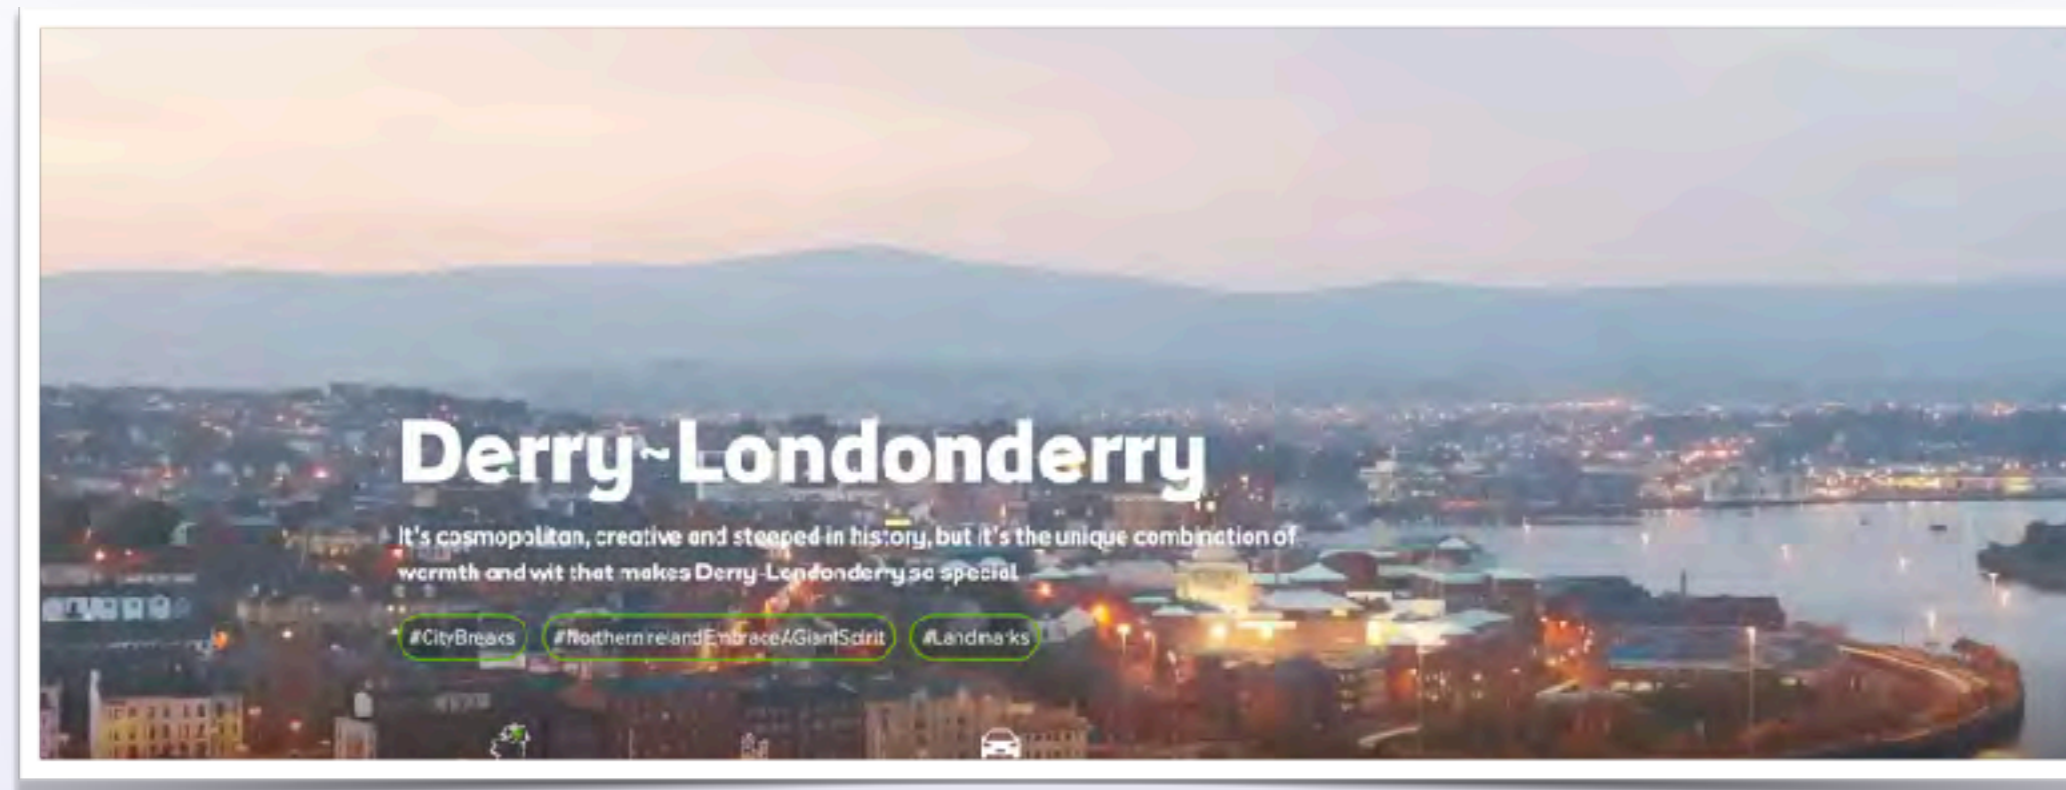 Derry~Londonderry
It's cosmopolitan, creative and steeped in history, but it's the unique combination of
warmth and wit that makes Derry~Londonderry so special
#CityBreaks #NorthernIrelandEmbraceAGiantSpirit #Landmarks